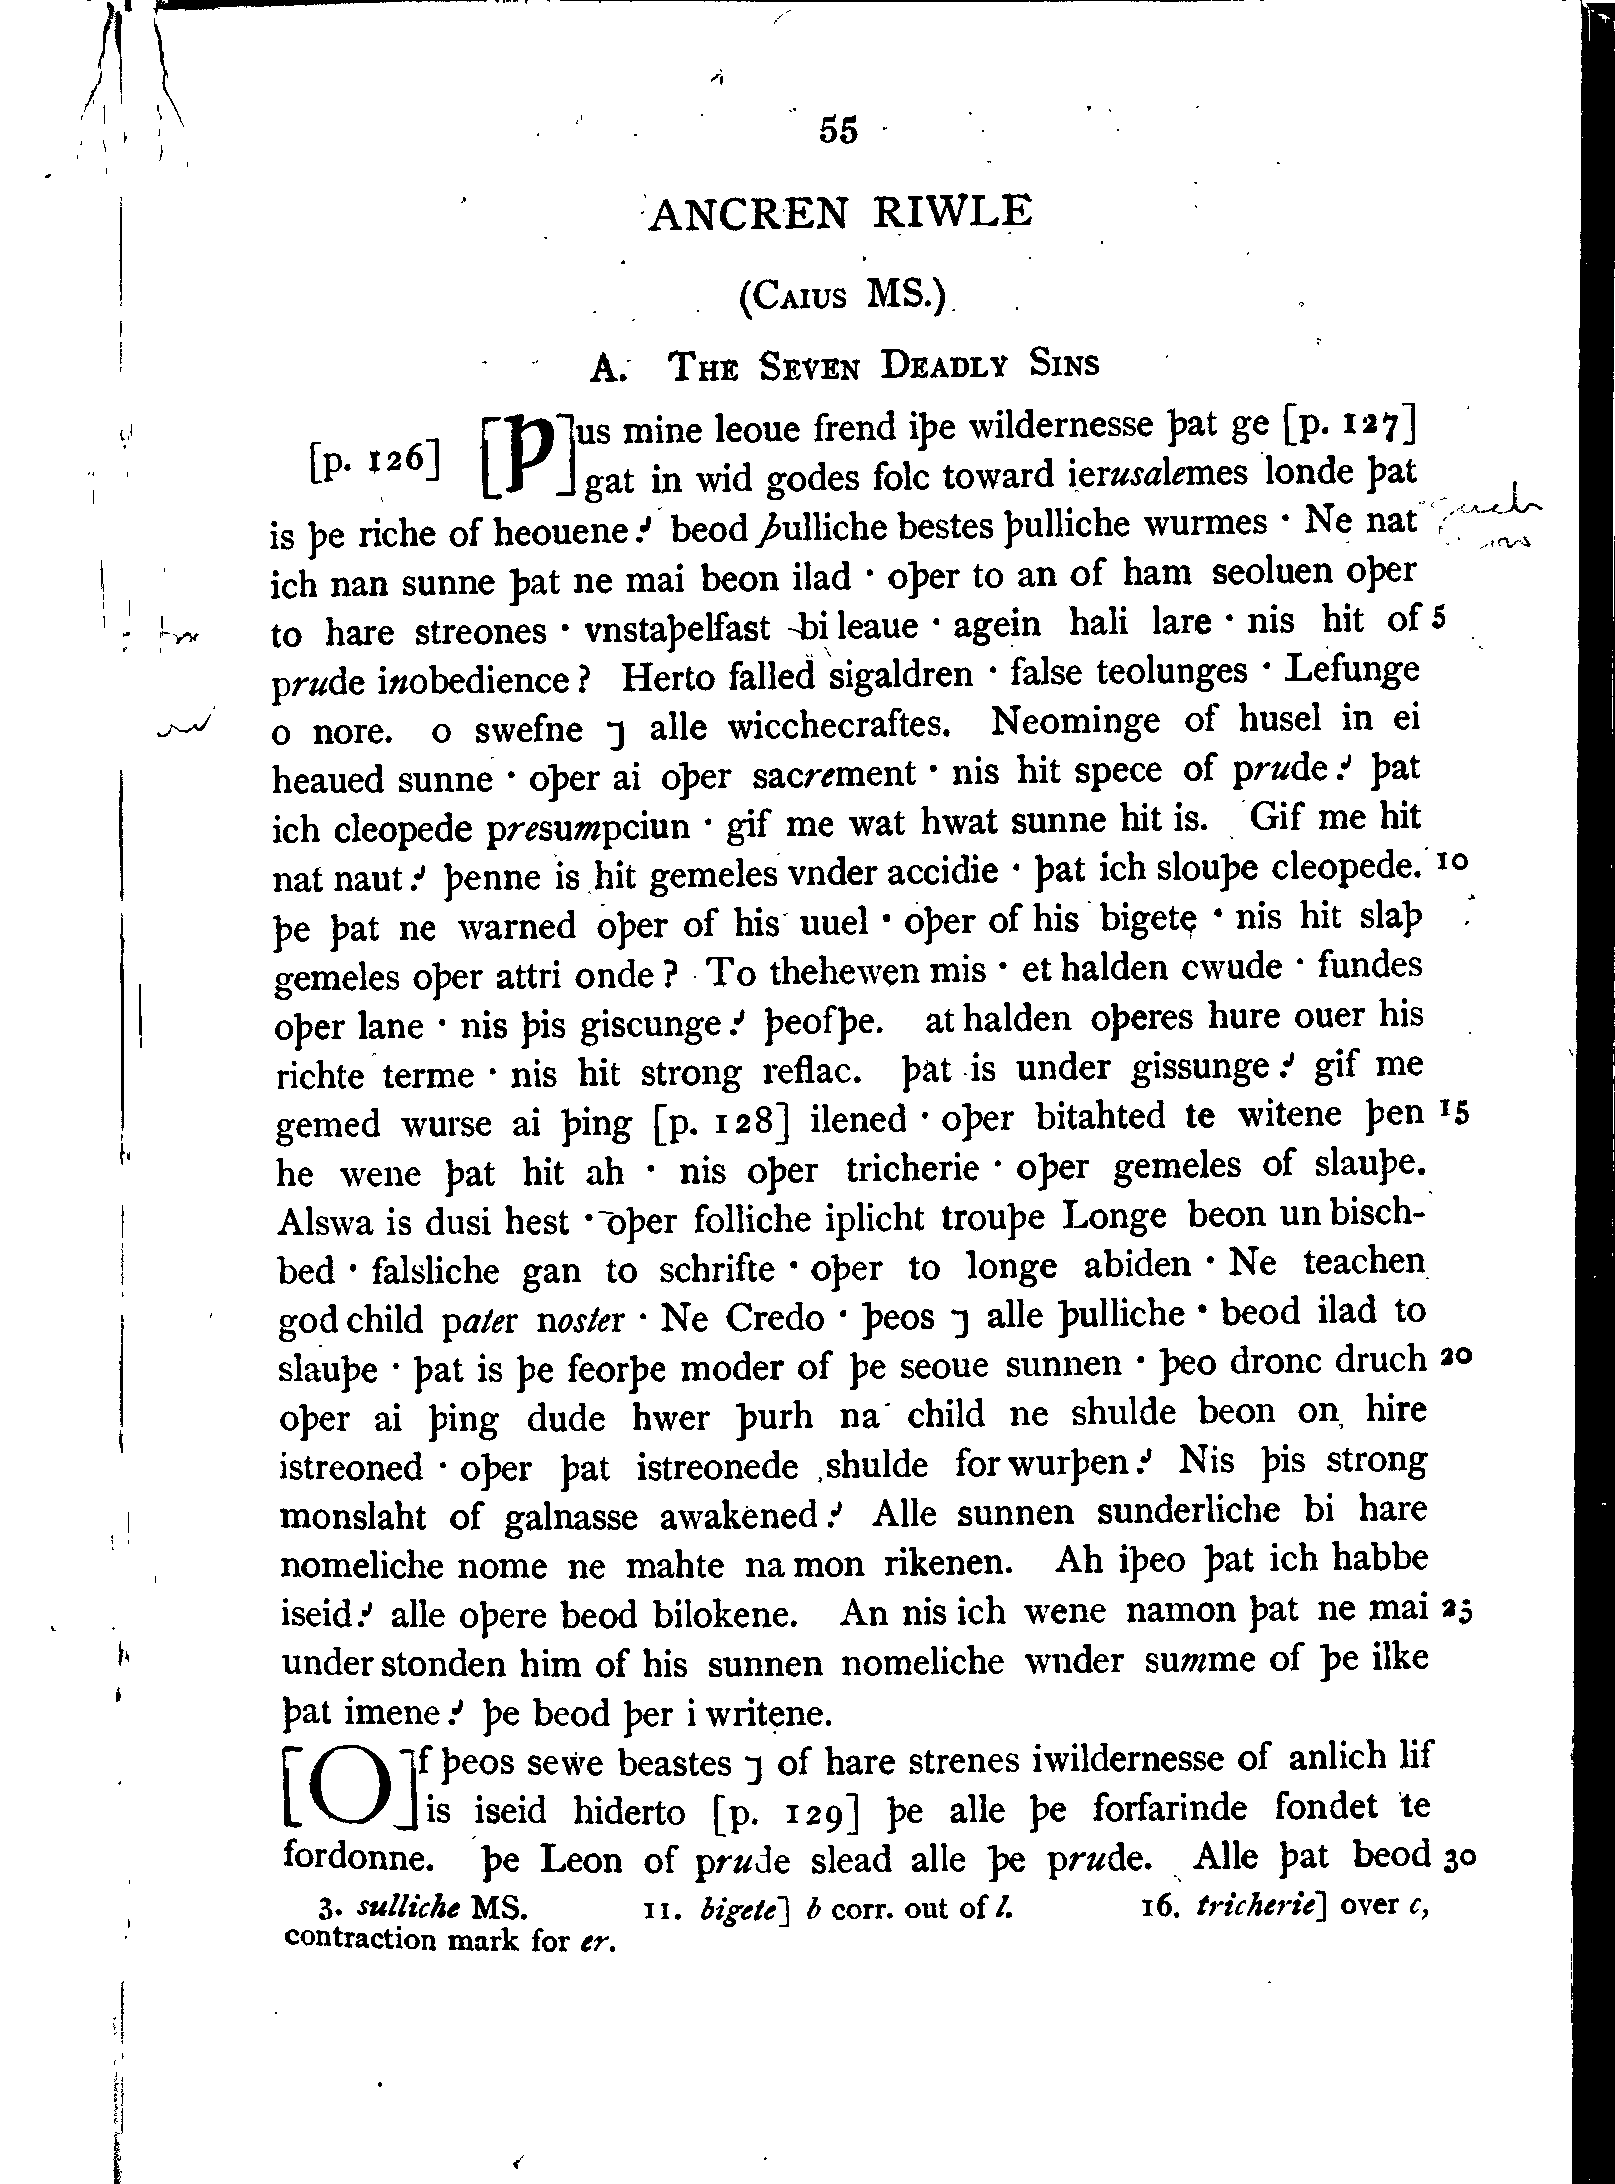 55
ANCREN RIWLE
(CAIUS MS.)
A. THE SEVEN DEADLY SINS
[p. 126] [Þ]us mine leoue frend iþe wildernesse þat ge [p. 127]
gat in wid godes folc toward ierusalemes londe þat
is þe riche of heouene.' beod þulliche bestes þulliche wurmes · Ne nat
ich nan sunne þat ne mai beon ilad · oþer to an of ham seoluen oþer
to hare streones · vnstaþelfast bi leaue · agein hali lare · nis hit of 5
prude inobedience? Herto falled sigaldren · false teolunges · Lefunge
o nore. o swefne ⁊ alle wicchecraftes. Neominge of husel in ei
heaued sunne · oþer ai oþer sacrement · nis hit spece of prude.' þat
ich cleopede presumpciun · gif me wat hwat sunne hit is. Gif me hit
nat naut.' þenne is hit gemeles vnder accidie · þat ich slouþe cleopede. 10
þe þat ne warned oþer of his uuel · oþer of his bigete · nis hit slaþ
gemeles oþer attri onde? To thehewen mis · et halden cwude · fundes
oþer lane · nis þis giscunge.' þeofþe. at halden oþeres hure ouer his
richte terme · nis hit strong reflac. þat is under gissunge.' gif me
gemed wurse ai þing [p. 128] ilened · oþer bitahted te witene þen 15
he wene þat hit ah · nis oþer tricherie · oþer gemeles of slauþe.
Alswa is dusi hest · oþer folliche iplicht trouþe Longe beon un bisch-
bed · falsliche gan to schrifte · oþer to longe abiden · Ne teachen
god child pater noster · Ne Credo · þeos ⁊ alle þulliche · beod ilad to
slauþe · þat is þe feorþe moder of þe seoue sunnen · þeo dronc druch 20
oþer ai þing dude hwer þurh na child ne shulde beon on hire
istreoned · oþer þat istreonede shulde for wurþen.' Nis þis strong
monslaht of galnasse awakened.' Alle sunnen sunderliche bi hare
nomeliche nome ne mahte na mon rikenen. Ah iþeo þat ich habbe
iseid.' alle oþere beod bilokene. An nis ich wene namon þat ne mai 25
under stonden him of his sunnen nomeliche wnder summe of þe ilke
þat imene.' þe beod þer i writene.
[O]f þeos sewe beastes ⁊ of hare strenes iwildernesse of anlich lif
is iseid hiderto [p. 129] þe alle þe forfarinde fondet te
fordonne. þe Leon of prude slead alle þe prude. Alle þat beod 30
3. sulliche MS. 11. bigete] b corr. out of l. 16. tricherie] over c,
contraction mark for er.